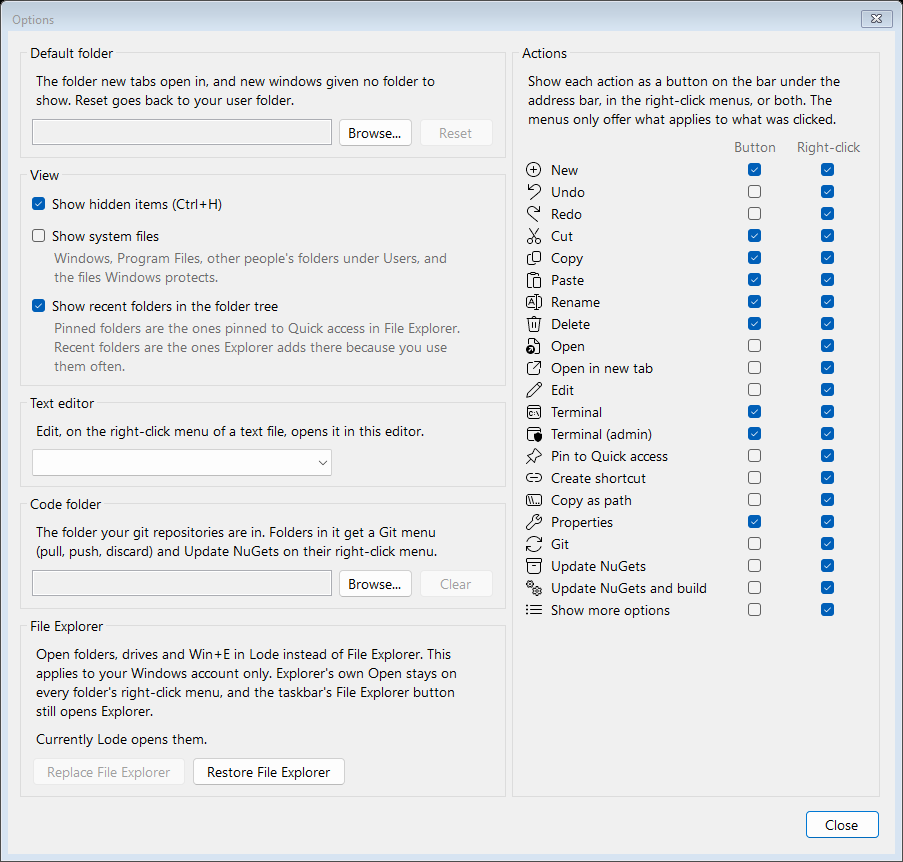 Options
Default folder
The folder new tabs open in, and new windows given no folder to
show. Reset goes back to your user folder.
Browse...
Reset
View
Show hidden items (Ctrl+H)
Show system files
Windows, Program Files, other people's folders under Users, and
the files Windows protects.
Show recent folders in the folder tree
Pinned folders are the ones pinned to Quick access in File Explorer.
Recent folders are the ones Explorer adds there because you use
them often.
Text editor
Edit, on the right-click menu of a text file, opens it in this editor.
Code folder
The folder your git repositories are in. Folders in it get a Git menu
(pull, push, discard) and Update NuGets on their right-click menu.
Browse...
Clear
File Explorer
Open folders, drives and Win+E in Lode instead of File Explorer. This
applies to your Windows account only. Explorer's own Open stays on
every folder's right-click menu, and the taskbar's File Explorer button
still opens Explorer.
Currently Lode opens them.
Replace File Explorer
Restore File Explorer
Actions
Show each action as a button on the bar under the
address bar, in the right-click menus, or both. The
menus only offer what applies to what was clicked.
Button Right-click
New
Undo
Redo
Cut
Copy
Paste
Rename
Delete
Open
Open in new tab
Edit
Terminal
Terminal (admin)
Pin to Quick access
Create shortcut
Copy as path
Properties
Git
Update NuGets
Update NuGets and build
Show more options
Close